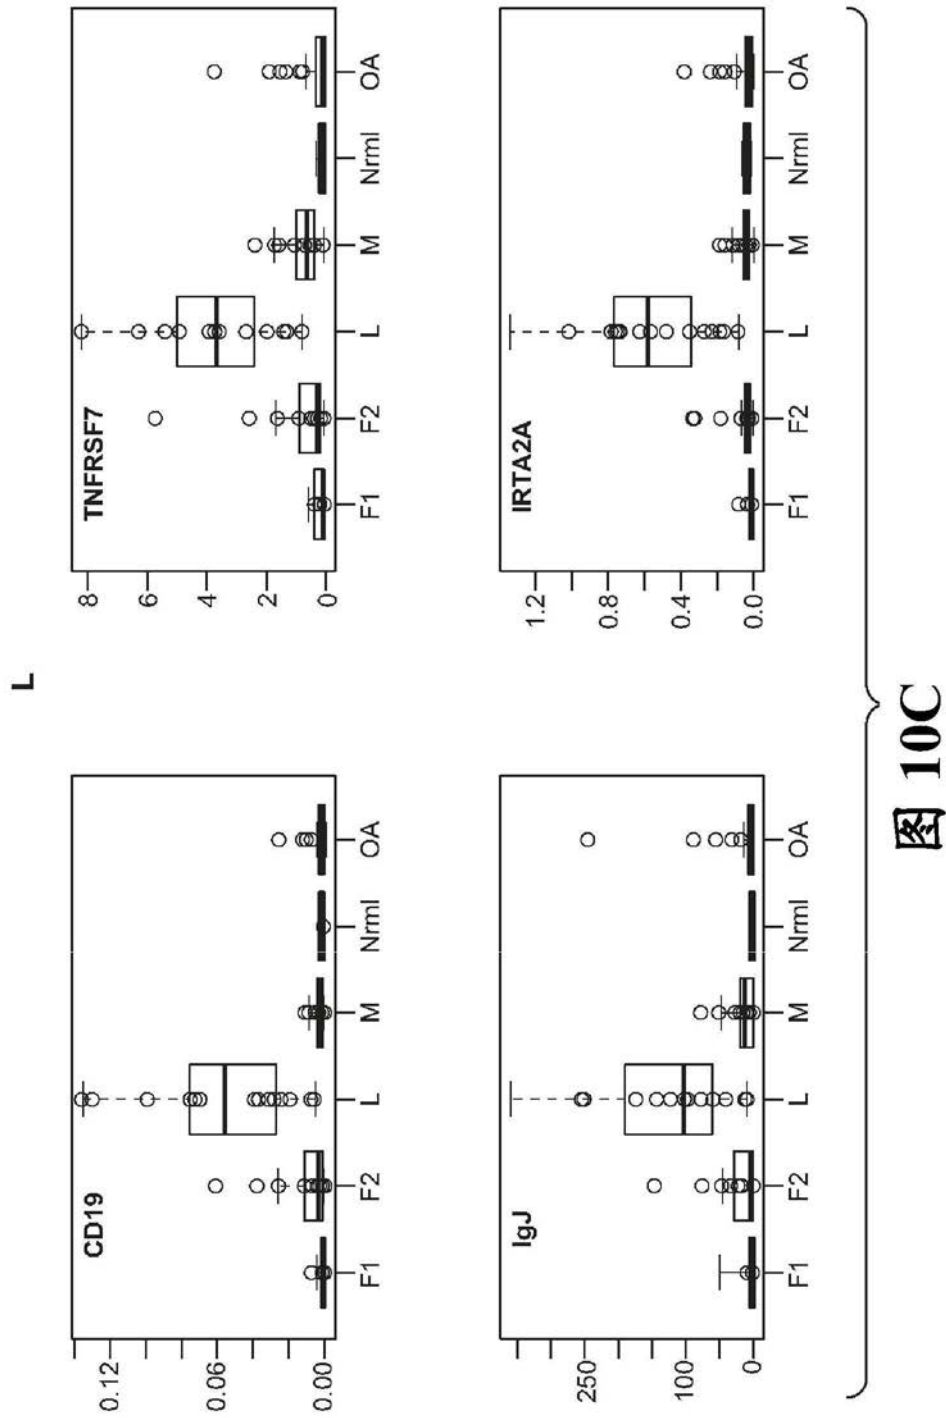 L
CD19
0.12
0.06
0.00
F1
F2
L
M
Nrml
OA
TNFRSF7
8
6
4
2
0
F1
F2
L
M
Nrml
OA
IgJ
250
100
0
F1
F2
L
M
Nrml
OA
IRTA2A
1.2
0.8
0.4
0.0
F1
F2
L
M
Nrml
OA
图 10C